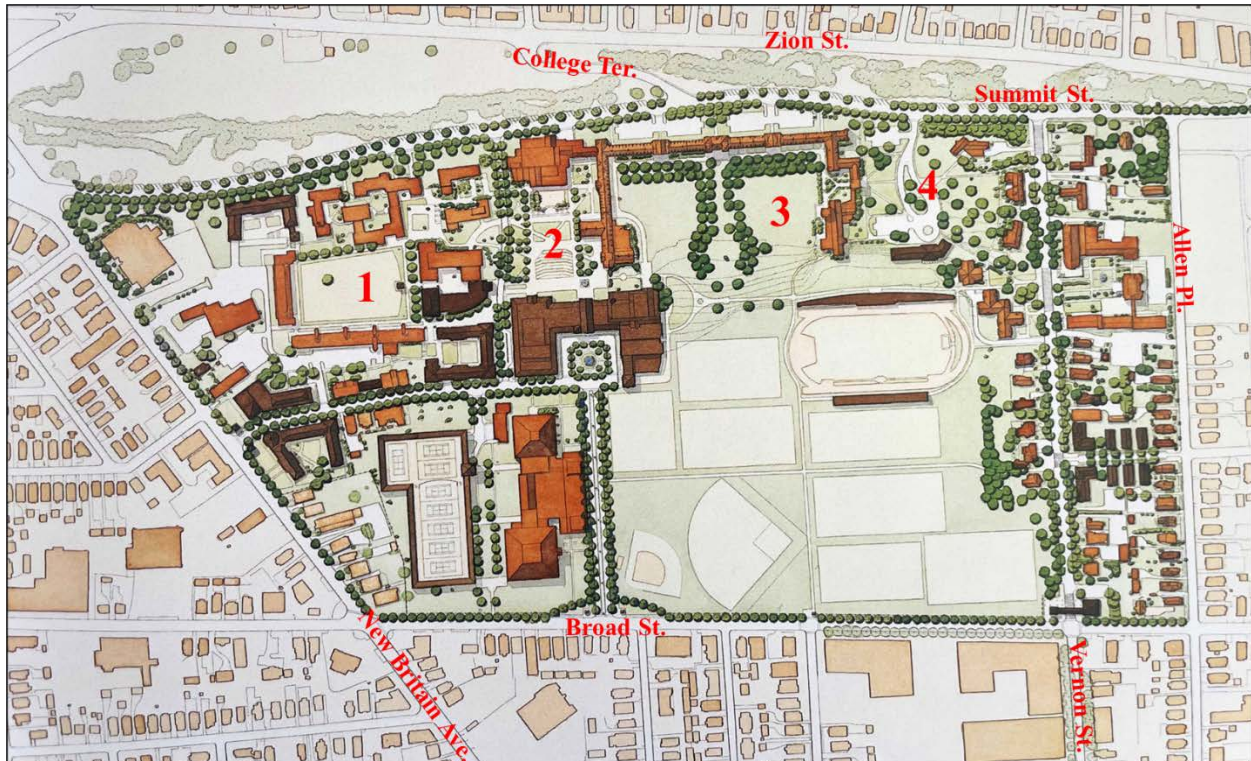 Zion St.
College Ter.
Summit St.
4
3
2
1
Allen Pl.
Broad St.
New Britain Ave.
Vernon St.